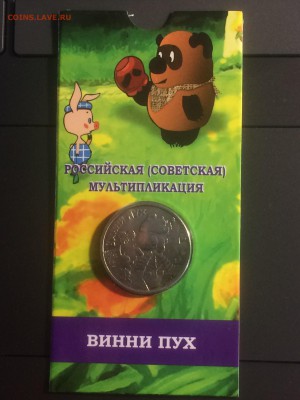 COINS.LAVE.RU
РОССИЙСКАЯ (СОВЕТСКАЯ)
МУЛЬТИПЛИКАЦИЯ
ВИННИ ПУХ